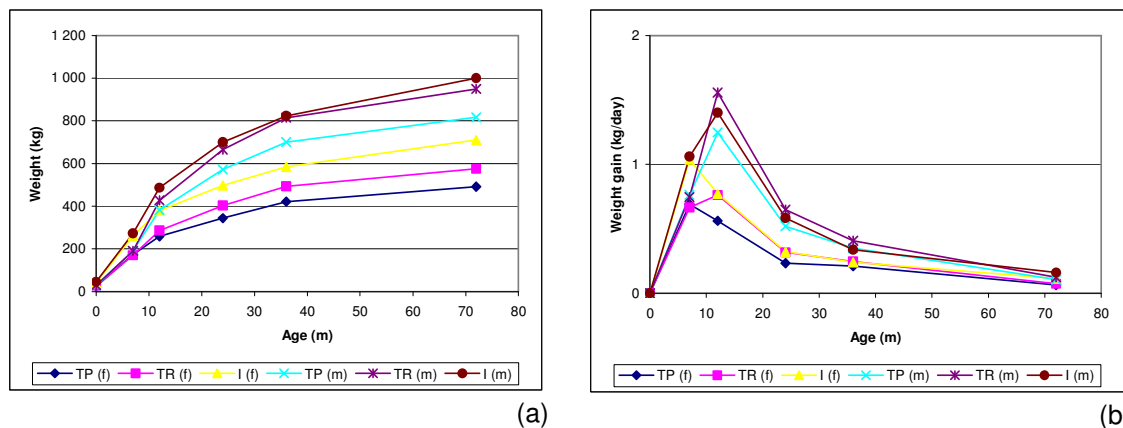 1 200
1 000
800
600
400
200
0
Weight (kg)
0 10 20 30 40 50 60 70 80
Age (m)
TP (f) TR (f) I (f) TP (m) TR (m) I (m)
(a)
2
1
0
Weight gain (kg/day)
0 10 20 30 40 50 60 70 80
Age (m)
TP (f) TR (f) I (f) TP (m) TR (m) I (m)
(b